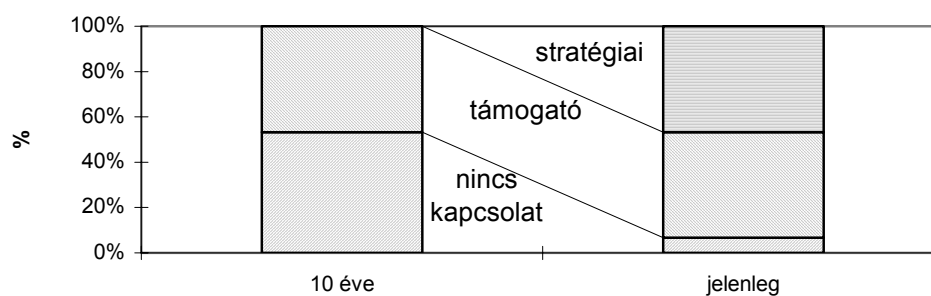 100%
80%
60%
40%
20%
0%
%
stratégiai
támogató
nincs
kapcsolat
10 éve
jelenleg